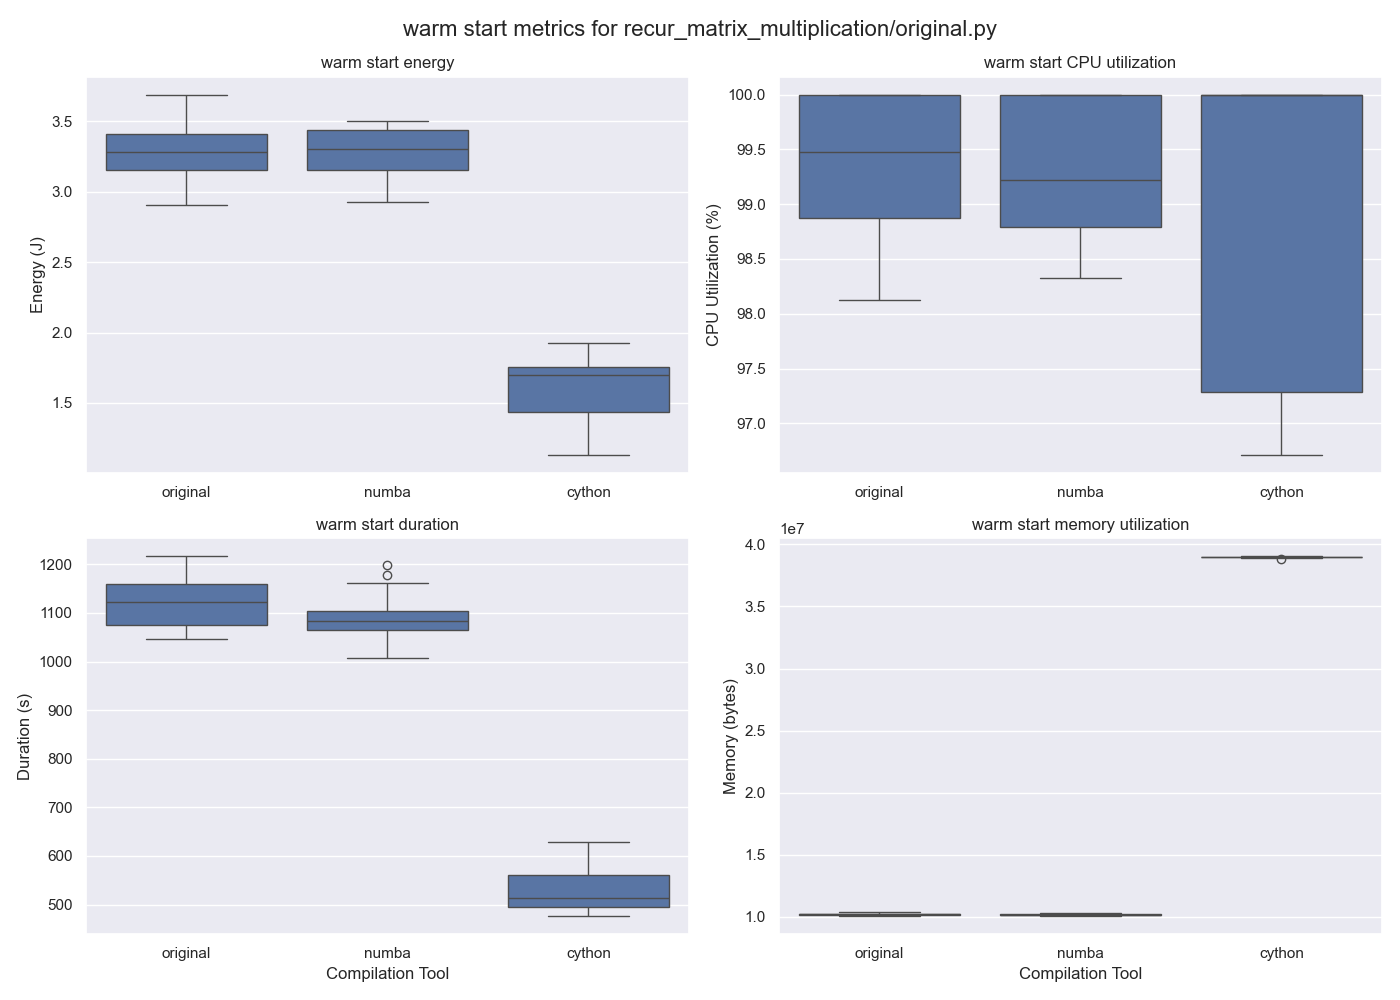 warm start metrics for recur_matrix_multiplication/original.py
warm start energy
Energy (J)
3.5
3.0
2.5
2.0
1.5
original numba cython
warm start CPU utilization
CPU Utilization (%)
100.0
99.5
99.0
98.5
98.0
97.5
97.0
original numba cython
warm start duration
Duration (s)
1200
1100
1000
900
800
700
600
500
original numba cython
Compilation Tool
warm start memory utilization
1e7
Memory (bytes)
4.0
3.5
3.0
2.5
2.0
1.5
1.0
original numba cython
Compilation Tool